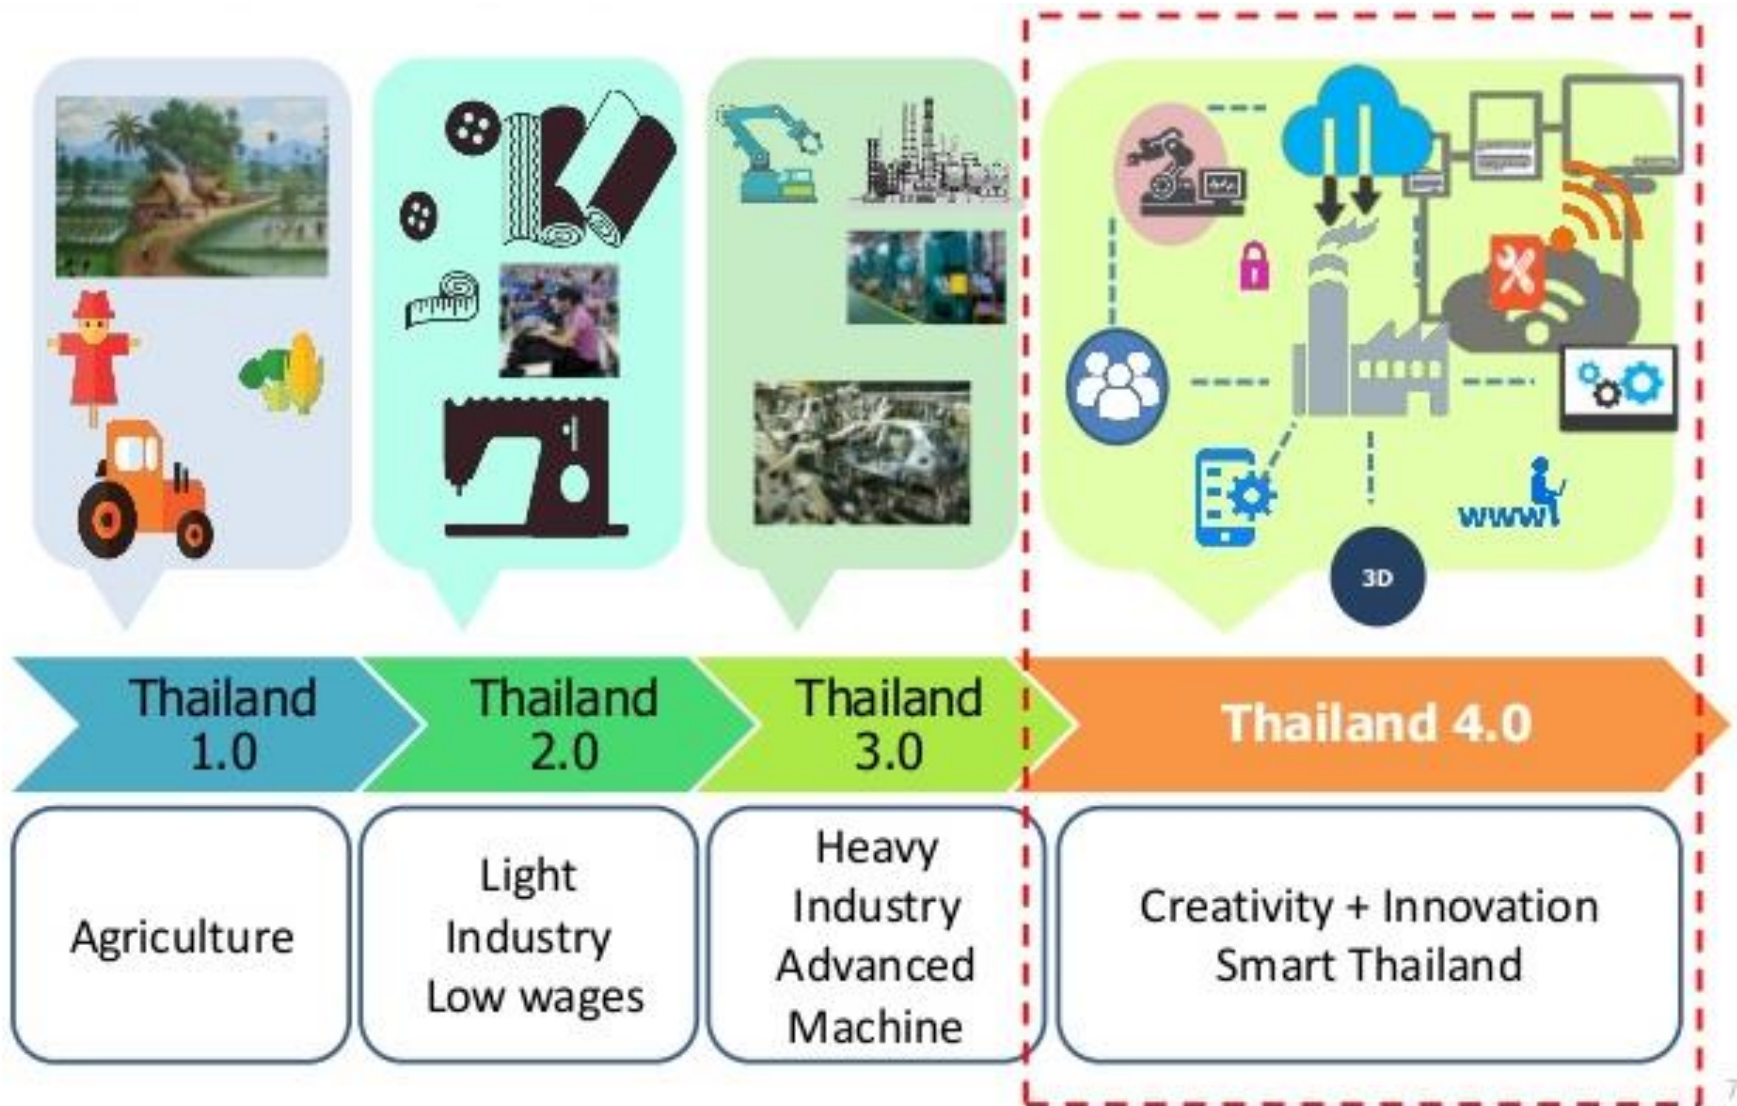 3D
www
Thailand
1.0
Thailand
2.0
Thailand
3.0
Thailand 4.0
Agriculture
Light
Industry
Low wages
Heavy
Industry
Advanced
Machine
Creativity + Innovation
Smart Thailand
7